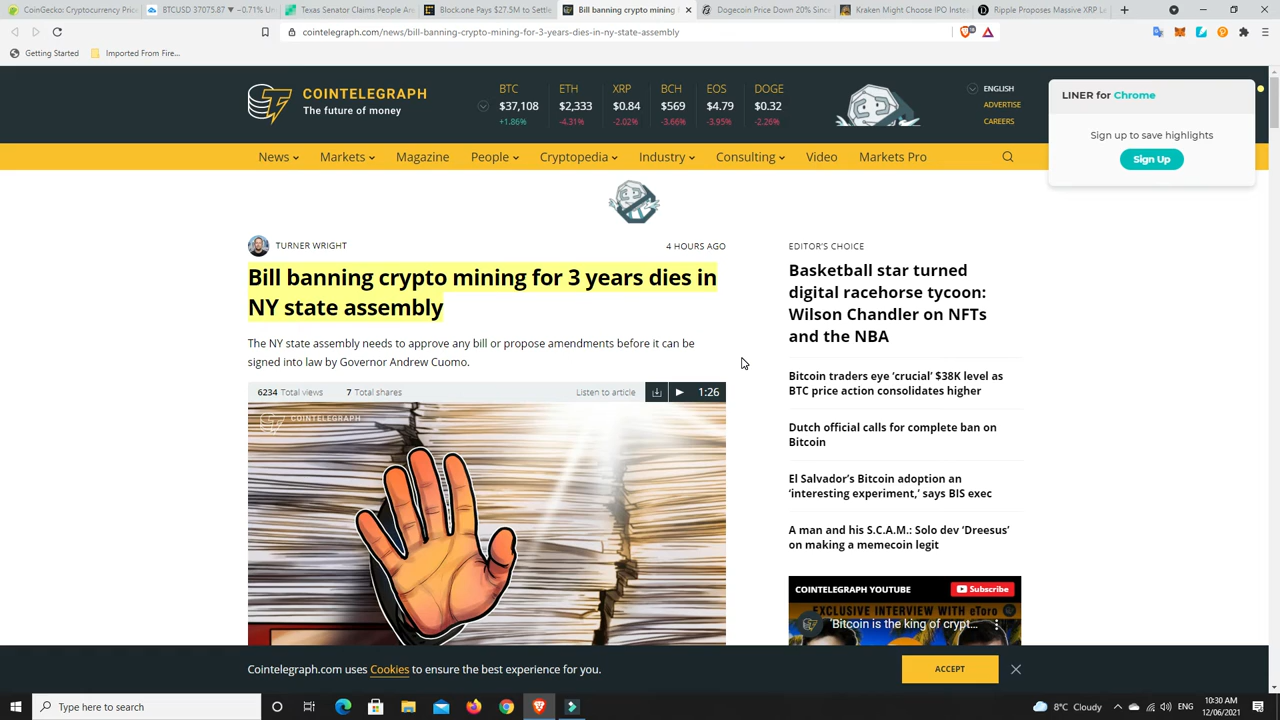 CoinGecko: Cryptocurrency Pri
BTCUSD 37075.87 ▼ −0.71% Un
Texas Senator Claims People Ar
Block.one Pays $27.5M to Settl
Bill banning crypto mining f
Dogecoin Price Down 20% Sinc
Kraken Might Choose IPO Instea
Ripple Proposes Massive XRP Le
cointelegraph.com/news/bill-banning-crypto-mining-for-3-years-dies-in-ny-state-assembly
Getting Started
Imported From Fire...
COINTELEGRAPH
The future of money
BTC
$37,108
+1.86%
ETH
$2,333
-4.31%
XRP
$0.84
-2.02%
BCH
$569
-3.66%
EOS
$4.79
-3.95%
DOGE
$0.32
-2.26%
ENGLISH
ADVERTISE
CAREERS
LINER for Chrome
Sign up to save highlights
Sign Up
News
Markets
Magazine
People
Cryptopedia
Industry
Consulting
Video
Markets Pro
TURNER WRIGHT
4 HOURS AGO
Bill banning crypto mining for 3 years dies in
NY state assembly
The NY state assembly needs to approve any bill or propose amendments before it can be
signed into law by Governor Andrew Cuomo.
6234 Total views
7 Total shares
Listen to article
1:26
COINTELEGRAPH
EDITOR'S CHOICE
Basketball star turned
digital racehorse tycoon:
Wilson Chandler on NFTs
and the NBA
Bitcoin traders eye ‘crucial’ $38K level as
BTC price action consolidates higher
Dutch official calls for complete ban on
Bitcoin
El Salvador’s Bitcoin adoption an
‘interesting experiment,’ says BIS exec
A man and his S.C.A.M.: Solo dev ‘Dreesus’
on making a memecoin legit
COINTELEGRAPH YOUTUBE
Subscribe
EXCLUSIVE INTERVIEW WITH eToro
'Bitcoin is the king of crypt...
Cointelegraph.com uses Cookies to ensure the best experience for you.
ACCEPT
Type here to search
8°C Cloudy
ENG
10:30 AM
12/06/2021